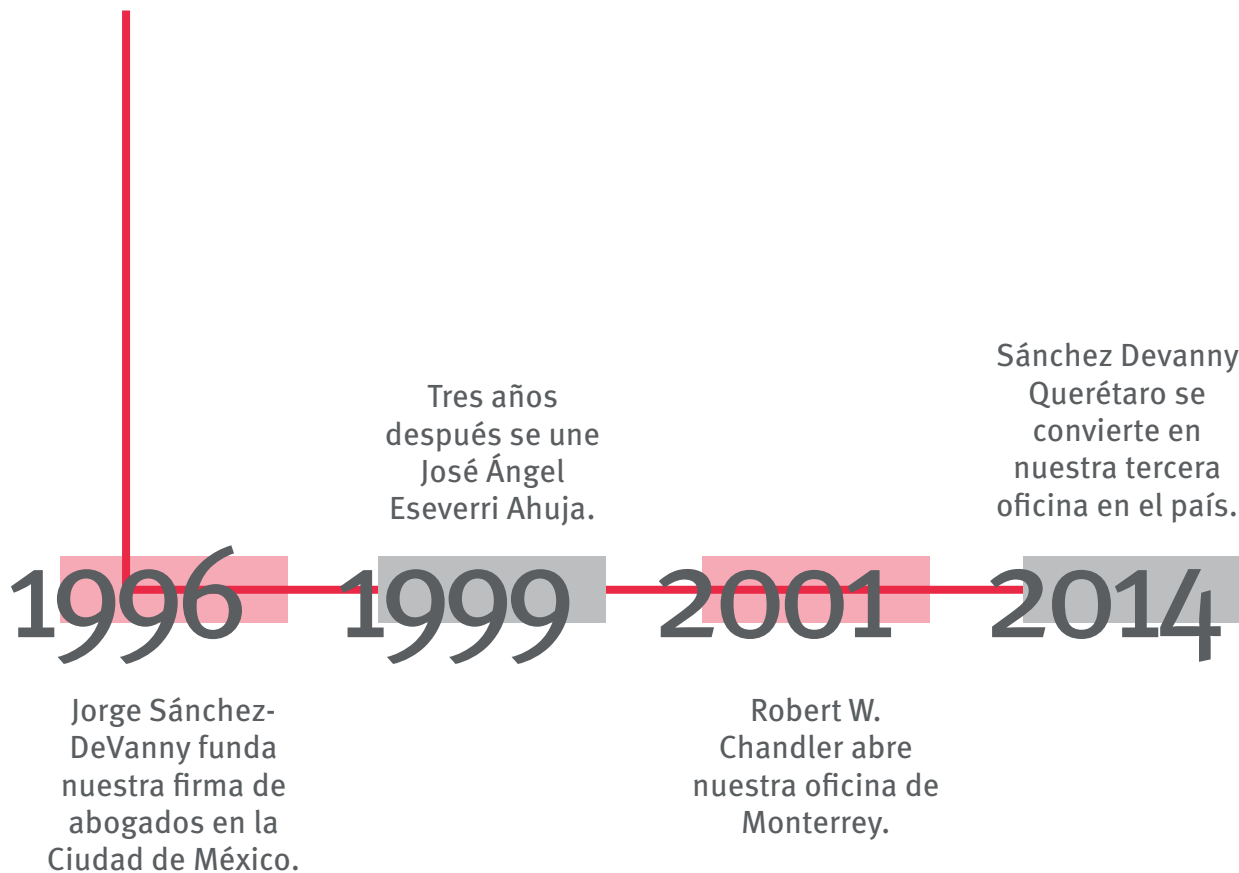 1996
Jorge Sánchez-
DeVanny funda
nuestra firma de
abogados en la
Ciudad de México.
Tres años
después se une
José Ángel
Eseverri Ahuja.
1999
2001
Robert W.
Chandler abre
nuestra oficina de
Monterrey.
Sánchez Devanny
Querétaro se
convierte en
nuestra tercera
oficina en el país.
2014